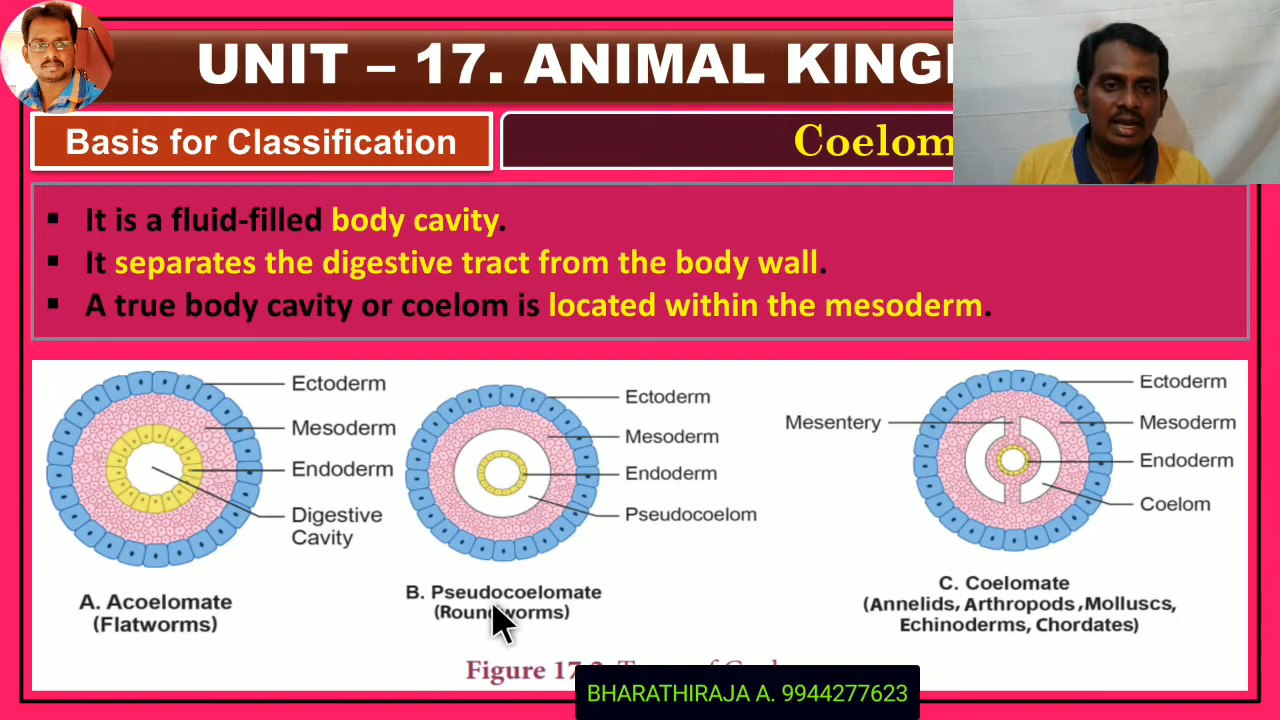 UNIT – 17. ANIMAL
Basis for Classification
Coelom
▪ It is a fluid-filled body cavity.
▪ It separates the digestive tract from the body wall.
▪ A true body cavity or coelom is located within the mesoderm.
Ectoderm
Mesoderm
Endoderm
Digestive
Cavity
A. Acoelomate
(Flatworms)
Ectoderm
Mesoderm
Endoderm
Pseudocoelom
B. Pseudocoelomate
(Roundworms)
Mesentery
Ectoderm
Mesoderm
Endoderm
Coelom
C. Coelomate
(Annelids, Arthropods ,Molluscs,
Echinoderms, Chordates)
Figure 17.
BHARATHIRAJA A. 9944277623